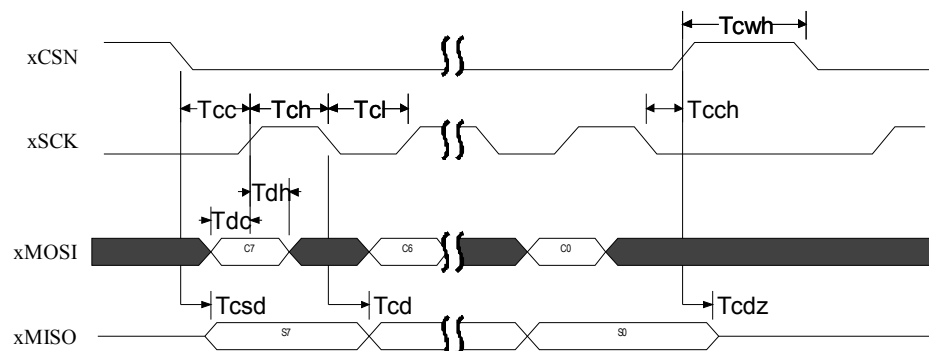 Tcwh
xCSN
Tcc Tch Tcl Tcch
xSCK
Tdh
Tdc
xMOSI C7 C6 C0
Tcsd Tcd Tcdz
xMISO S7 S0